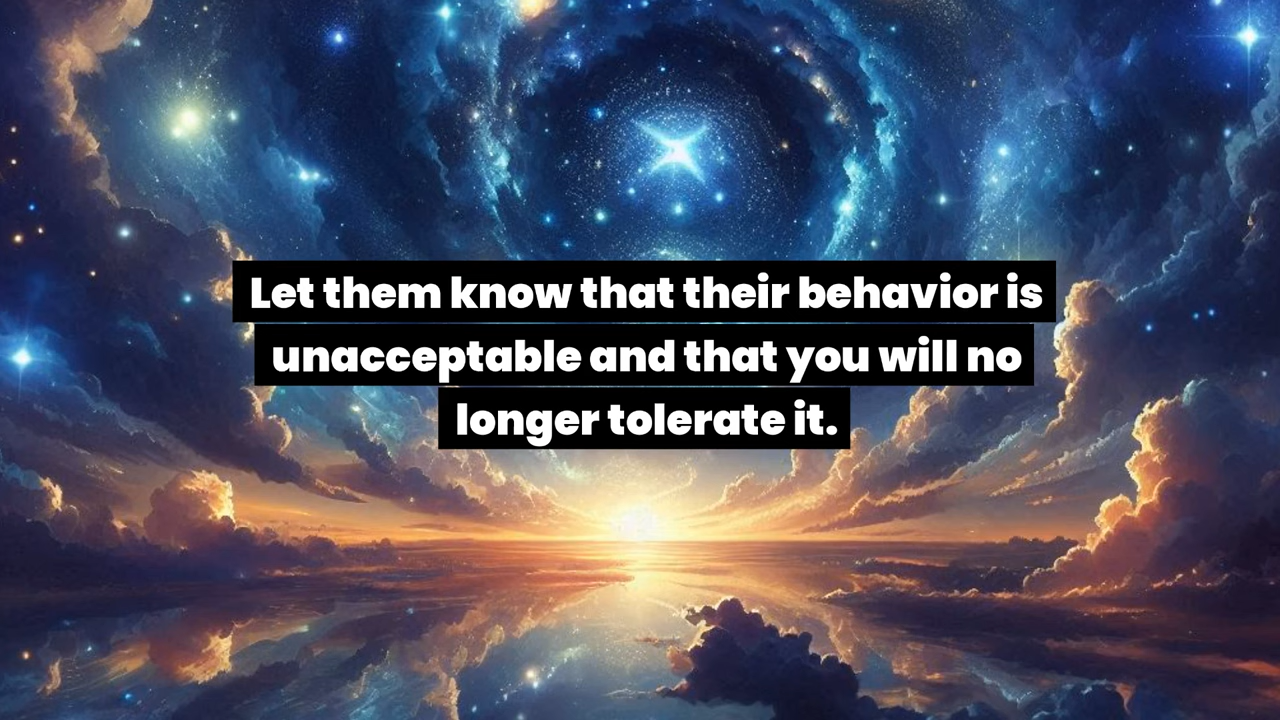 Let them know that their behavior is
unacceptable and that you will no
longer tolerate it.